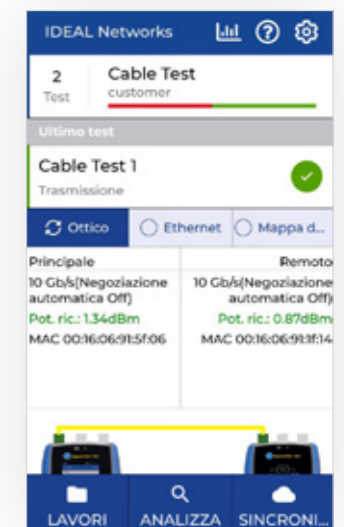 IDEAL Networks
2 Cable Test
Test customer
Ultimo test
Cable Test 1
Trasmissione
Ottico Ethernet Mappa d...
Principale Remoto
10 Gb/s(Negoziazione 10 Gb/s(Negoziazione
automatica Off) automatica Off)
Pot. ric.: 1.34dBm Pot. ric.: 0.87dBm
MAC 00:16:06:91:5f:06 MAC 00:16:06:91:1f:14
LAVORI ANALIZZA SINCRONI...